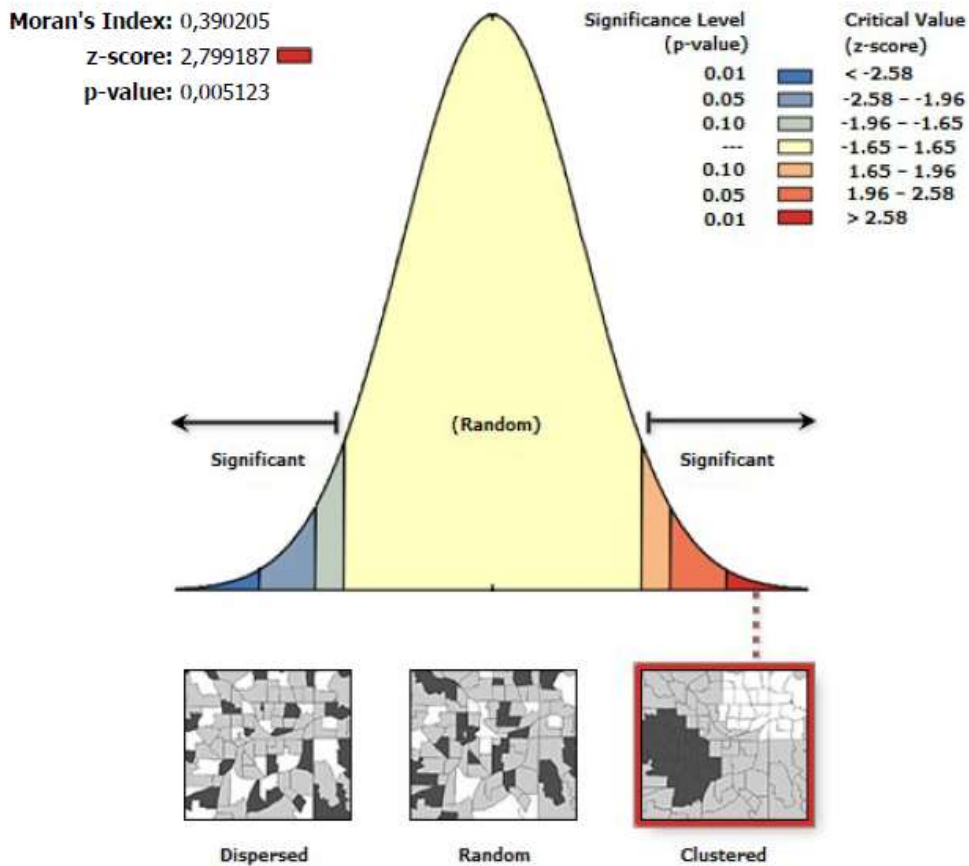 Moran's Index: 0,390205
z-score: 2,799187
p-value: 0,005123
Significance Level
(p-value)
Critical Value
(z-score)
0.01 < -2.58
0.05 -2.58 – -1.96
0.10 -1.96 – -1.65
--- -1.65 – 1.65
0.10 1.65 – 1.96
0.05 1.96 – 2.58
0.01 > 2.58
(Random)
Significant Significant
Dispersed Random Clustered